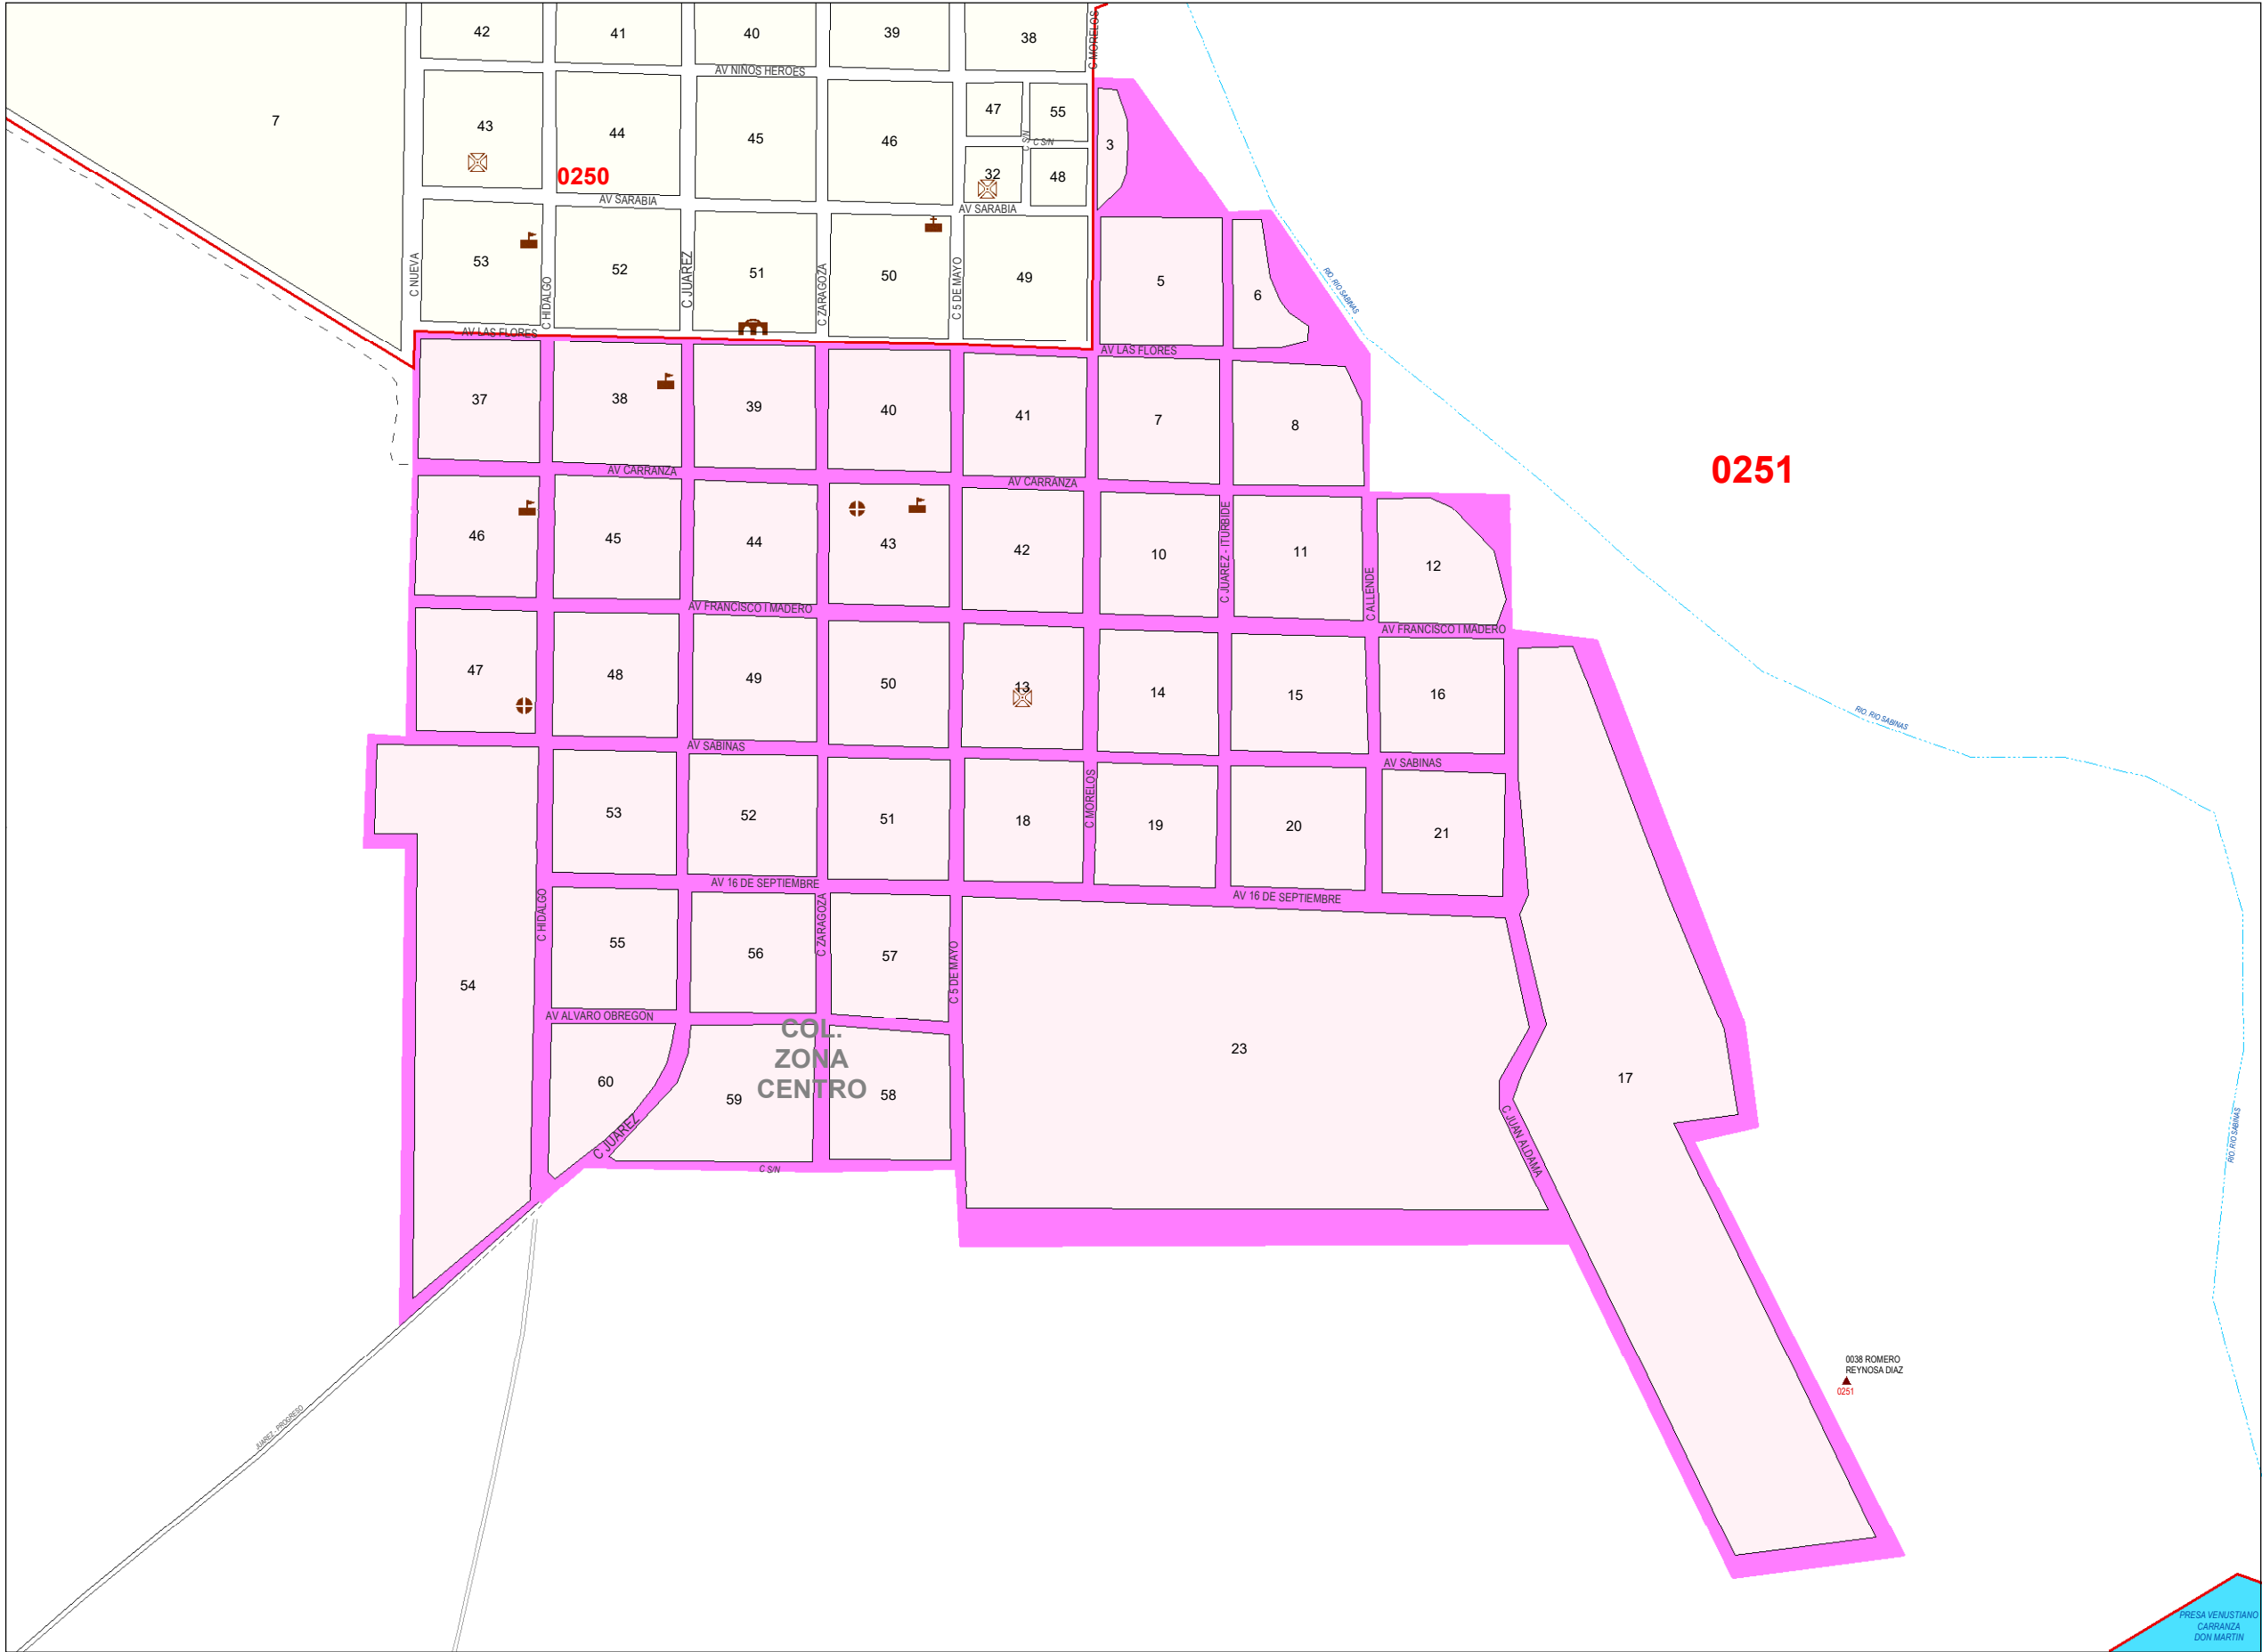 42
41
40
39
38
C MORELOS
AV NIÑOS HEROES
7
43
44
45
46
47
55
C S/N
C S/N
3
0250
32
48
AV SARABIA
AV SARABIA
C NUEVA
53
C HIDALGO
52
C JUAREZ
51
C ZARAGOZA
50
C 5 DE MAYO
49
5
6
RIO. RIO SABINAS
AV LAS FLORES
AV LAS FLORES
37
38
39
40
41
7
8
0251
AV CARRANZA
AV CARRANZA
46
45
44
43
42
10
C JUAREZ - ITURBIDE
11
C ALLENDE
12
AV FRANCISCO I MADERO
AV FRANCISCO I MADERO
47
48
49
50
13
14
15
16
RIO. RIO SABINAS
AV SABINAS
AV SABINAS
53
52
51
18
C MORELOS
19
20
21
AV 16 DE SEPTIEMBRE
AV 16 DE SEPTIEMBRE
C HIDALGO
55
56
C ZARAGOZA
57
C 5 DE MAYO
54
AV ALVARO OBREGON
COL.
ZONA
CENTRO
23
17
60
59
58
C JUAREZ
C S/N
C JUAN ALDAMA
RIO. RIO SABINAS
0038 ROMERO
REYNOSA DIAZ
0251
JUAREZ - PROGRESO
PRESA VENUSTIANO
CARRANZA
DON MARTIN